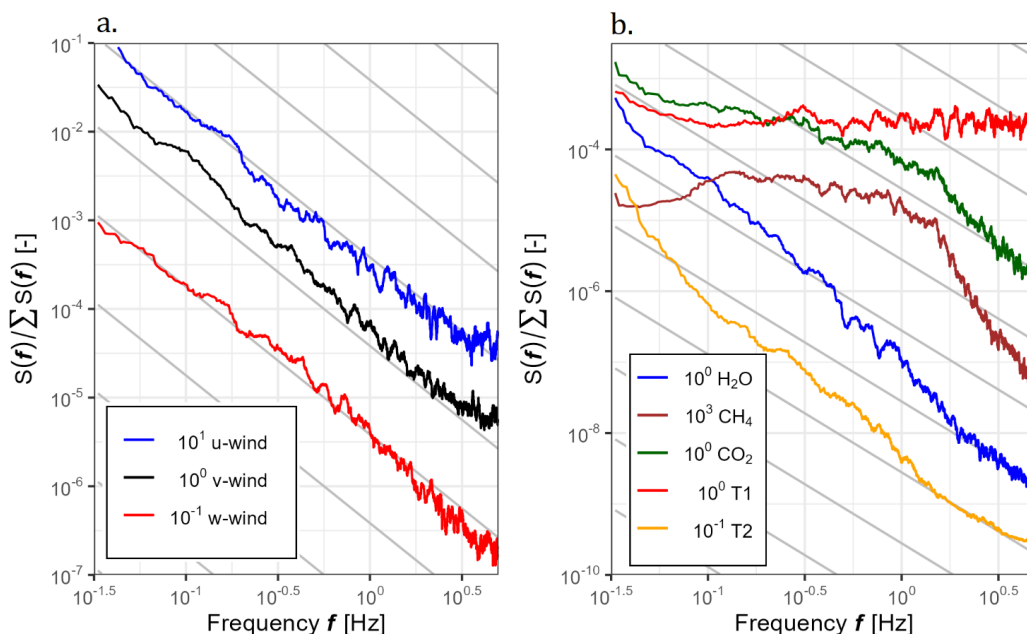 a.
S(f)/∑ S(f) [-]
10^-1
10^-2
10^-3
10^-4
10^-5
10^-6
10^-7
10^1 u-wind
10^0 v-wind
10^-1 w-wind
10^-1.5 10^-1 10^-0.5 10^0 10^0.5
Frequency f [Hz]
b.
S(f)/∑ S(f) [-]
10^-4
10^-6
10^-8
10^-10
10^0 H₂O
10^3 CH₄
10^0 CO₂
10^0 T1
10^-1 T2
10^-1.5 10^-1 10^-0.5 10^0 10^0.5
Frequency f [Hz]